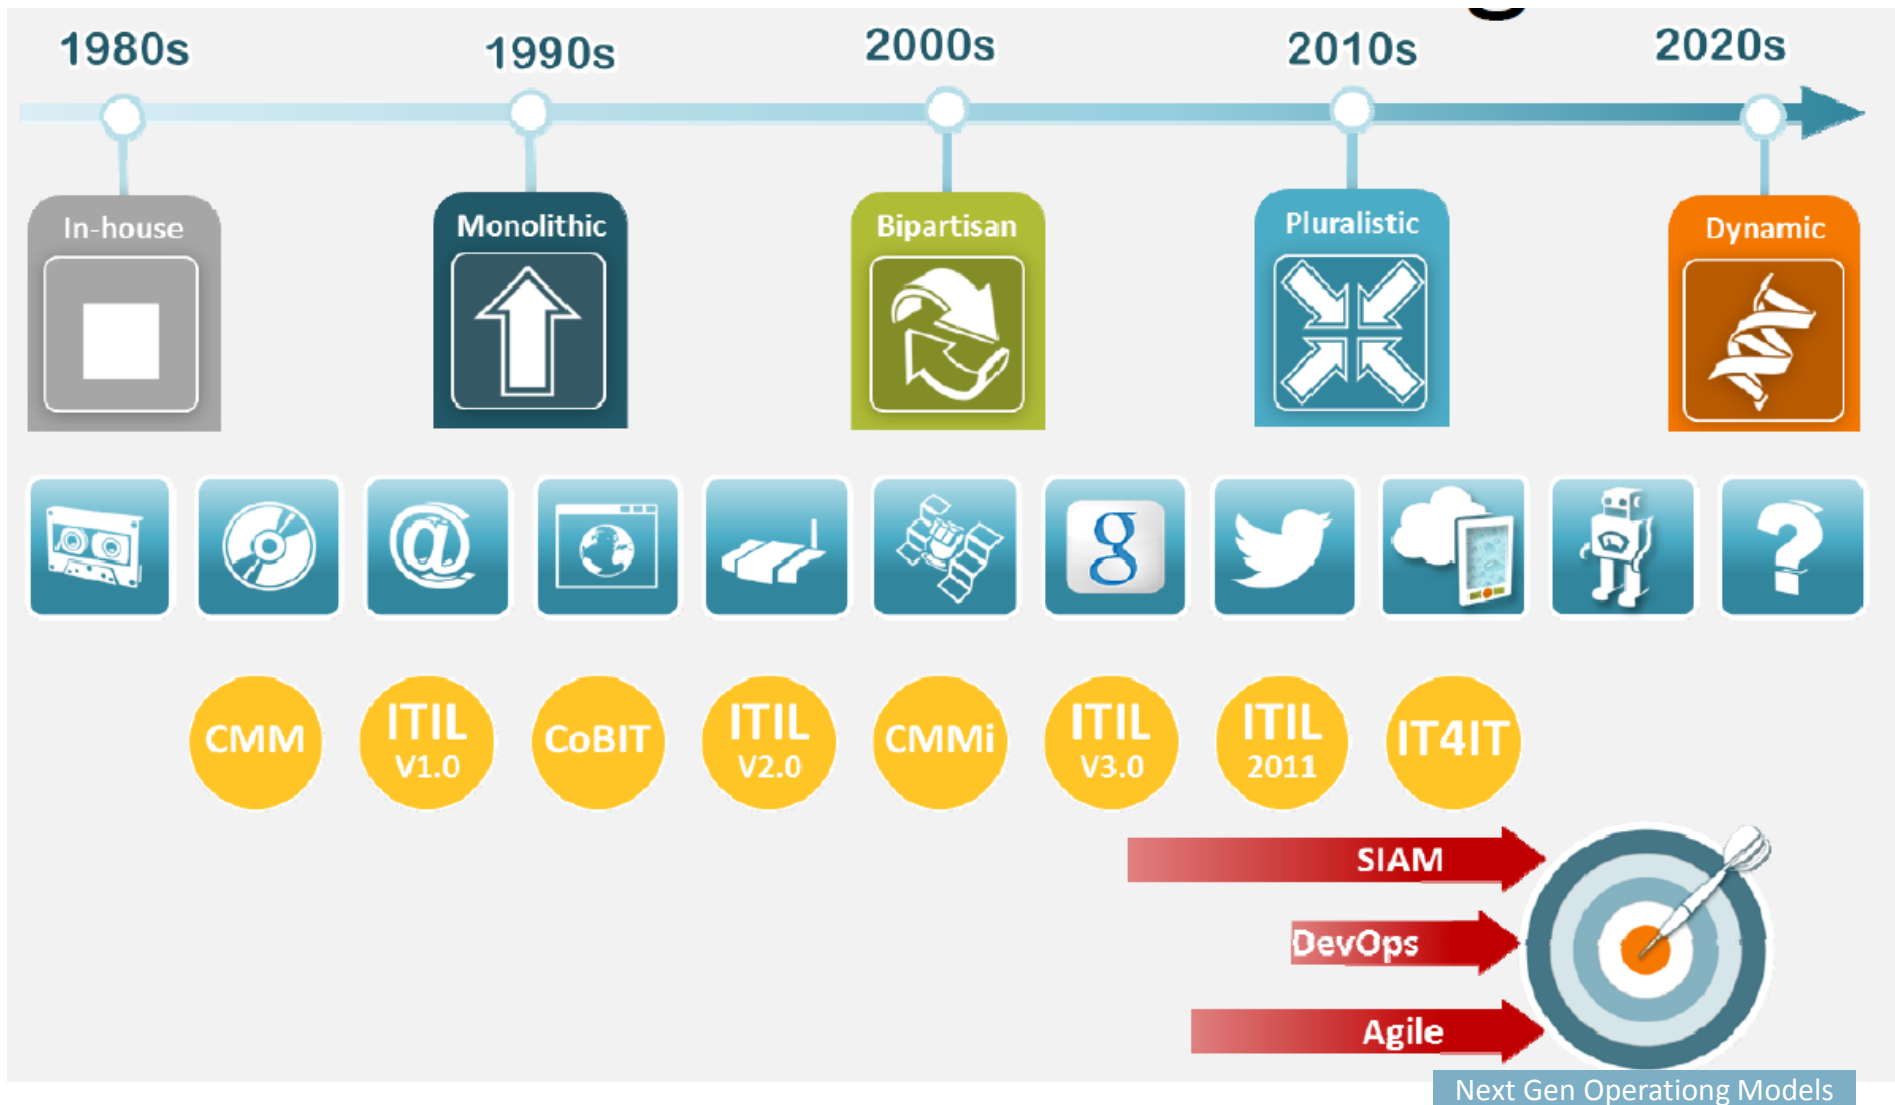 1980s
1990s
2000s
2010s
2020s
In-house
Monolithic
Bipartisan
Pluralistic
Dynamic
@
g
?
CMM
ITIL
V1.0
CoBIT
ITIL
V2.0
CMMi
ITIL
V3.0
ITIL
2011
IT4IT
SIAM
DevOps
Agile
Next Gen Operationg Models